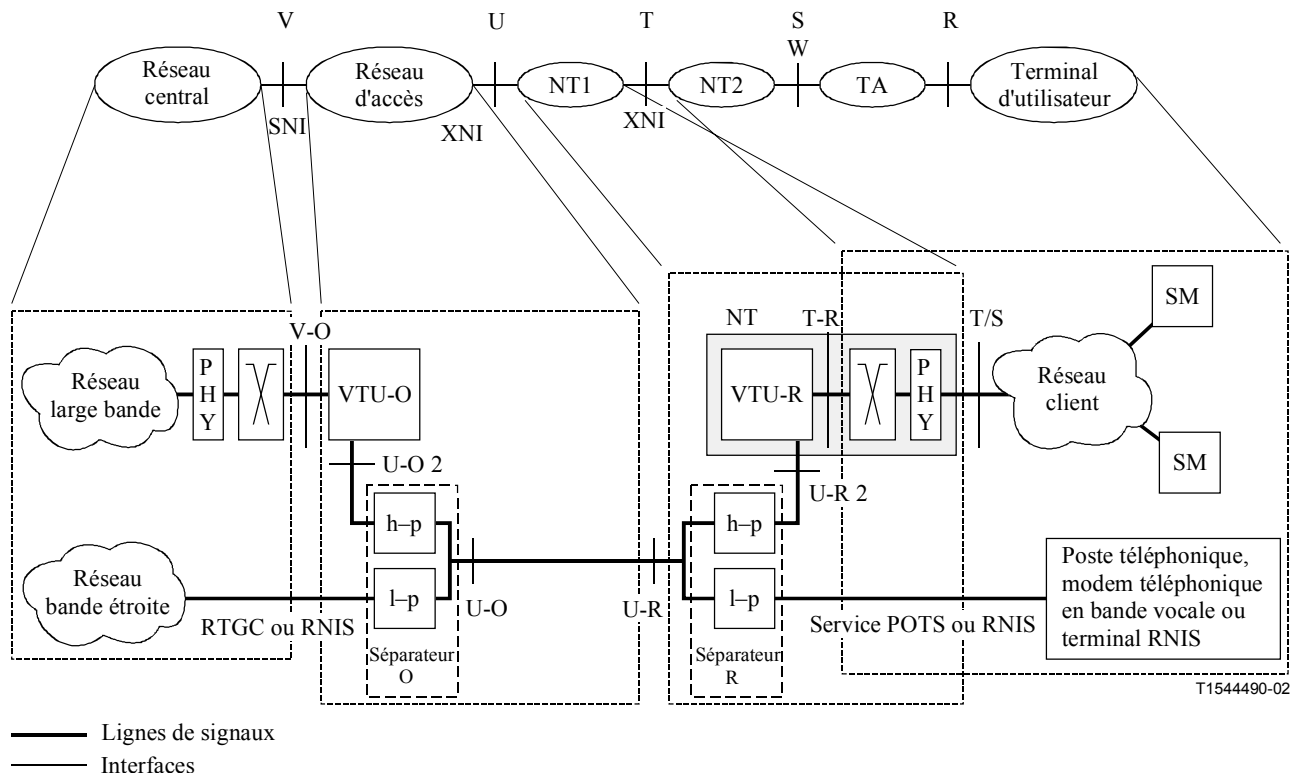 V
U
T
S
W
R
Réseau
central
Réseau
d'accès
NT1
NT2
TA
Terminal
d'utilisateur
SNI
XNI
XNI
V-O
NT
T-R
T/S
SM
Réseau
large bande
P
H
Y
VTU-O
VTU-R
P
H
Y
Réseau
client
U-O 2
U-R 2
SM
h–p
h–p
Réseau
bande étroite
l–p
U-O
U-R
l–p
Poste téléphonique,
modem téléphonique
en bande vocale ou
terminal RNIS
RTGC ou RNIS
Service POTS ou RNIS
Séparateur
O
Séparateur
R
T1544490-02
Lignes de signaux
Interfaces